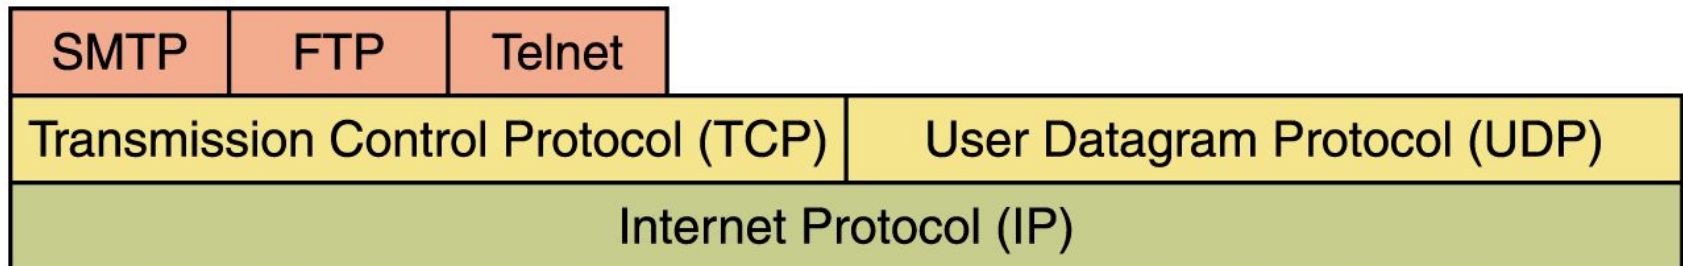 SMTP FTP Telnet
Transmission Control Protocol (TCP) User Datagram Protocol (UDP)
Internet Protocol (IP)